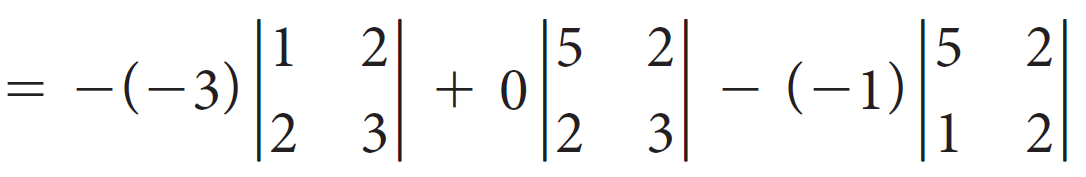 = −(−3) |1 2| + 0 |5 2| − (−1) |5 2|
|2 3| |2 3| |1 2|